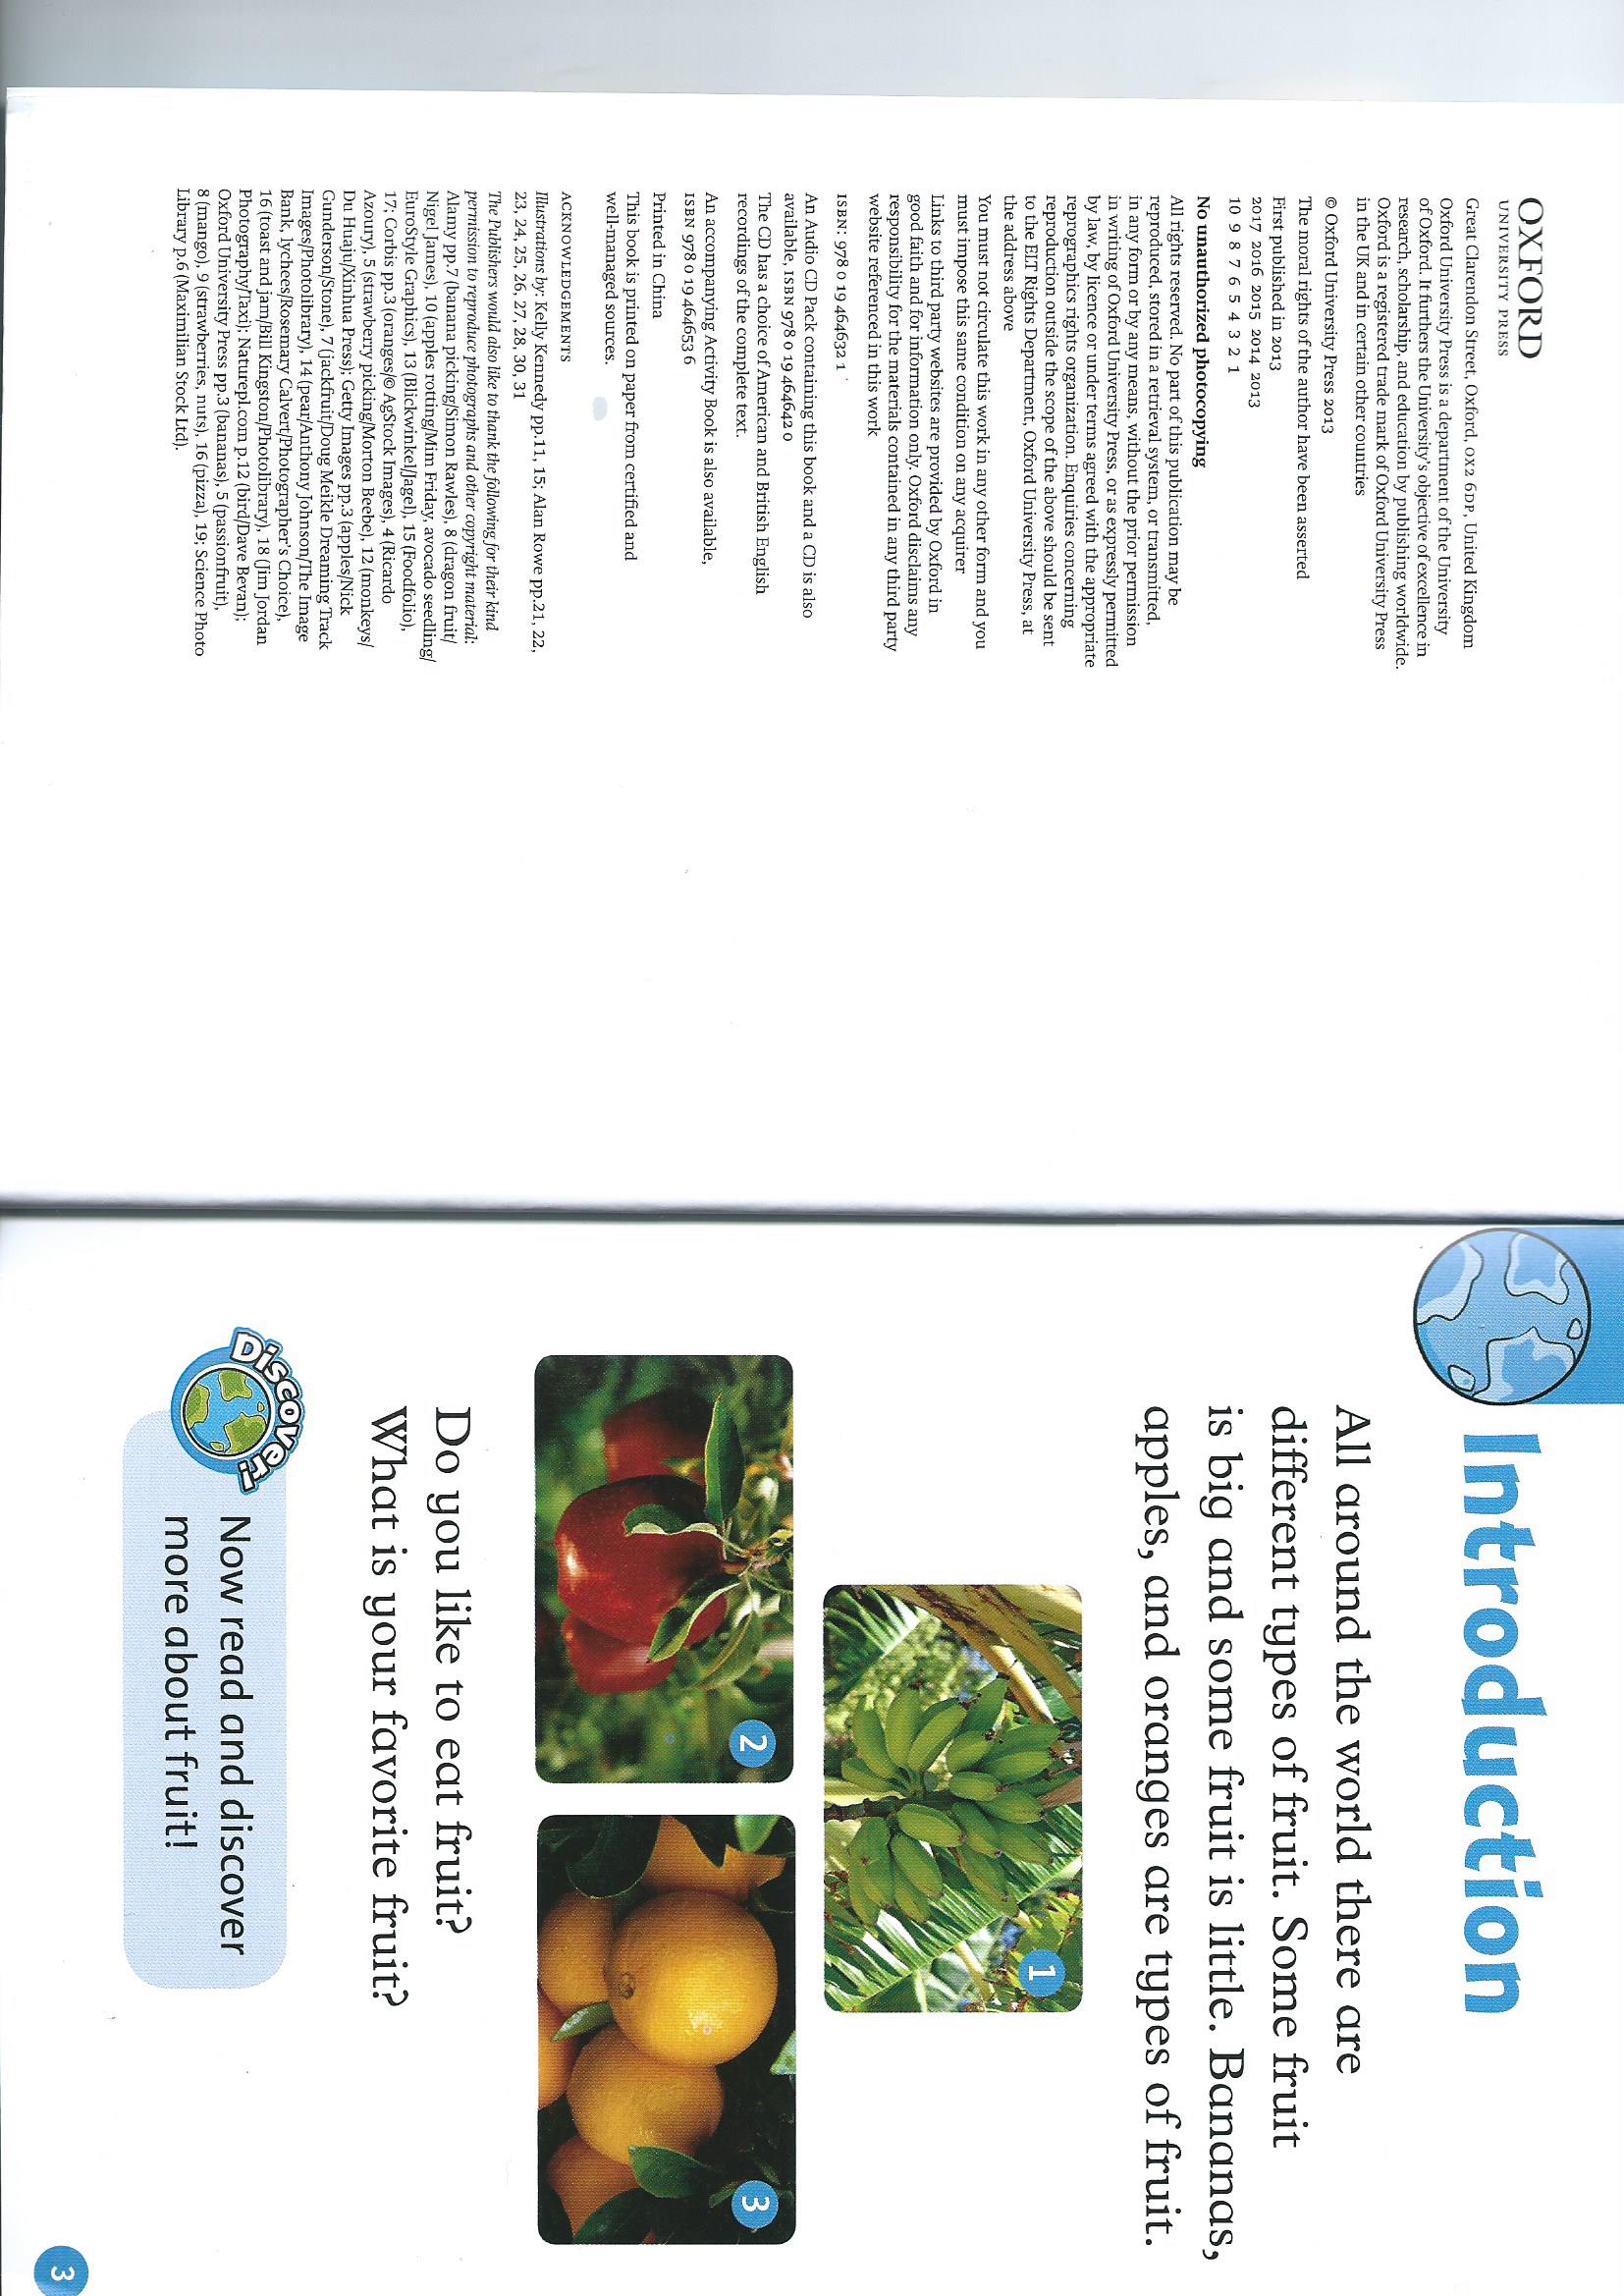 OXFORD
UNIVERSITY PRESS
Great Clarendon Street, Oxford, OX2 6DP, United Kingdom
Oxford University Press is a department of the University
of Oxford. It furthers the University's objective of excellence in
research, scholarship, and education by publishing worldwide.
Oxford is a registered trade mark of Oxford University Press
in the UK and in certain other countries
© Oxford University Press 2013
The moral rights of the author have been asserted
First published in 2013
2017 2016 2015 2014 2013
10 9 8 7 6 5 4 3 2 1
No unauthorized photocopying
All rights reserved. No part of this publication may be
reproduced, stored in a retrieval system, or transmitted,
in any form or by any means, without the prior permission
in writing of Oxford University Press, or as expressly permitted
by law, by licence or under terms agreed with the appropriate
reprographics rights organization. Enquiries concerning
reproduction outside the scope of the above should be sent
to the ELT Rights Department, Oxford University Press, at
the address above
You must not circulate this work in any other form and you
must impose this same condition on any acquirer
Links to third party websites are provided by Oxford in
good faith and for information only. Oxford disclaims any
responsibility for the materials contained in any third party
website referenced in this work
ISBN: 978 0 19 464632 1
An Audio CD Pack containing this book and a CD is also
available, ISBN 978 0 19 464642 0
The CD has a choice of American and British English
recordings of the complete text.
An accompanying Activity Book is also available,
ISBN 978 0 19 464653 6
Printed in China
This book is printed on paper from certified and
well-managed sources.
ACKNOWLEDGEMENTS
Illustrations by: Kelly Kennedy pp.11, 15; Alan Rowe pp.21, 22,
23, 24, 25, 26, 27, 28, 30, 31
The Publishers would also like to thank the following for their kind
permission to reproduce photographs and other copyright material:
Alamy pp.7 (banana picking/Simon Rawles), 8 (dragon fruit/
Nigel James), 10 (apples rotting/Mim Friday, avocado seedling/
EuroStyle Graphics), 13 (Blickwinkel/Jagel), 15 (Foodfolio),
17; Corbis pp.3 (oranges/© AgStock Images), 4 (Ricardo
Azoury), 5 (strawberry picking/Morton Beebe), 12 (monkeys/
Du Huaju/Xinhua Press); Getty Images pp.3 (apples/Nick
Gunderson/Stone), 7 (jackfruit/Doug Meikle Dreaming Track
Images/Photolibrary), 14 (pear/Anthony Johnson/The Image
Bank, lychees/Rosemary Calvert/Photographer's Choice),
16 (toast and jam/Bill Kingston/Photolibrary), 18 (Jim Jordan
Photography/Taxi); Naturepl.com p.12 (bird/Dave Bevan);
Oxford University Press pp.3 (bananas), 5 (passionfruit),
8 (mango), 9 (strawberries, nuts), 16 (pizza), 19; Science Photo
Library p.6 (Maximilian Stock Ltd).
Introduction
All around the world there are
different types of fruit. Some fruit
is big and some fruit is little. Bananas,
apples, and oranges are types of fruit.
1
2
3
Do you like to eat fruit?
What is your favorite fruit?
Discover!
Now read and discover
more about fruit!
3